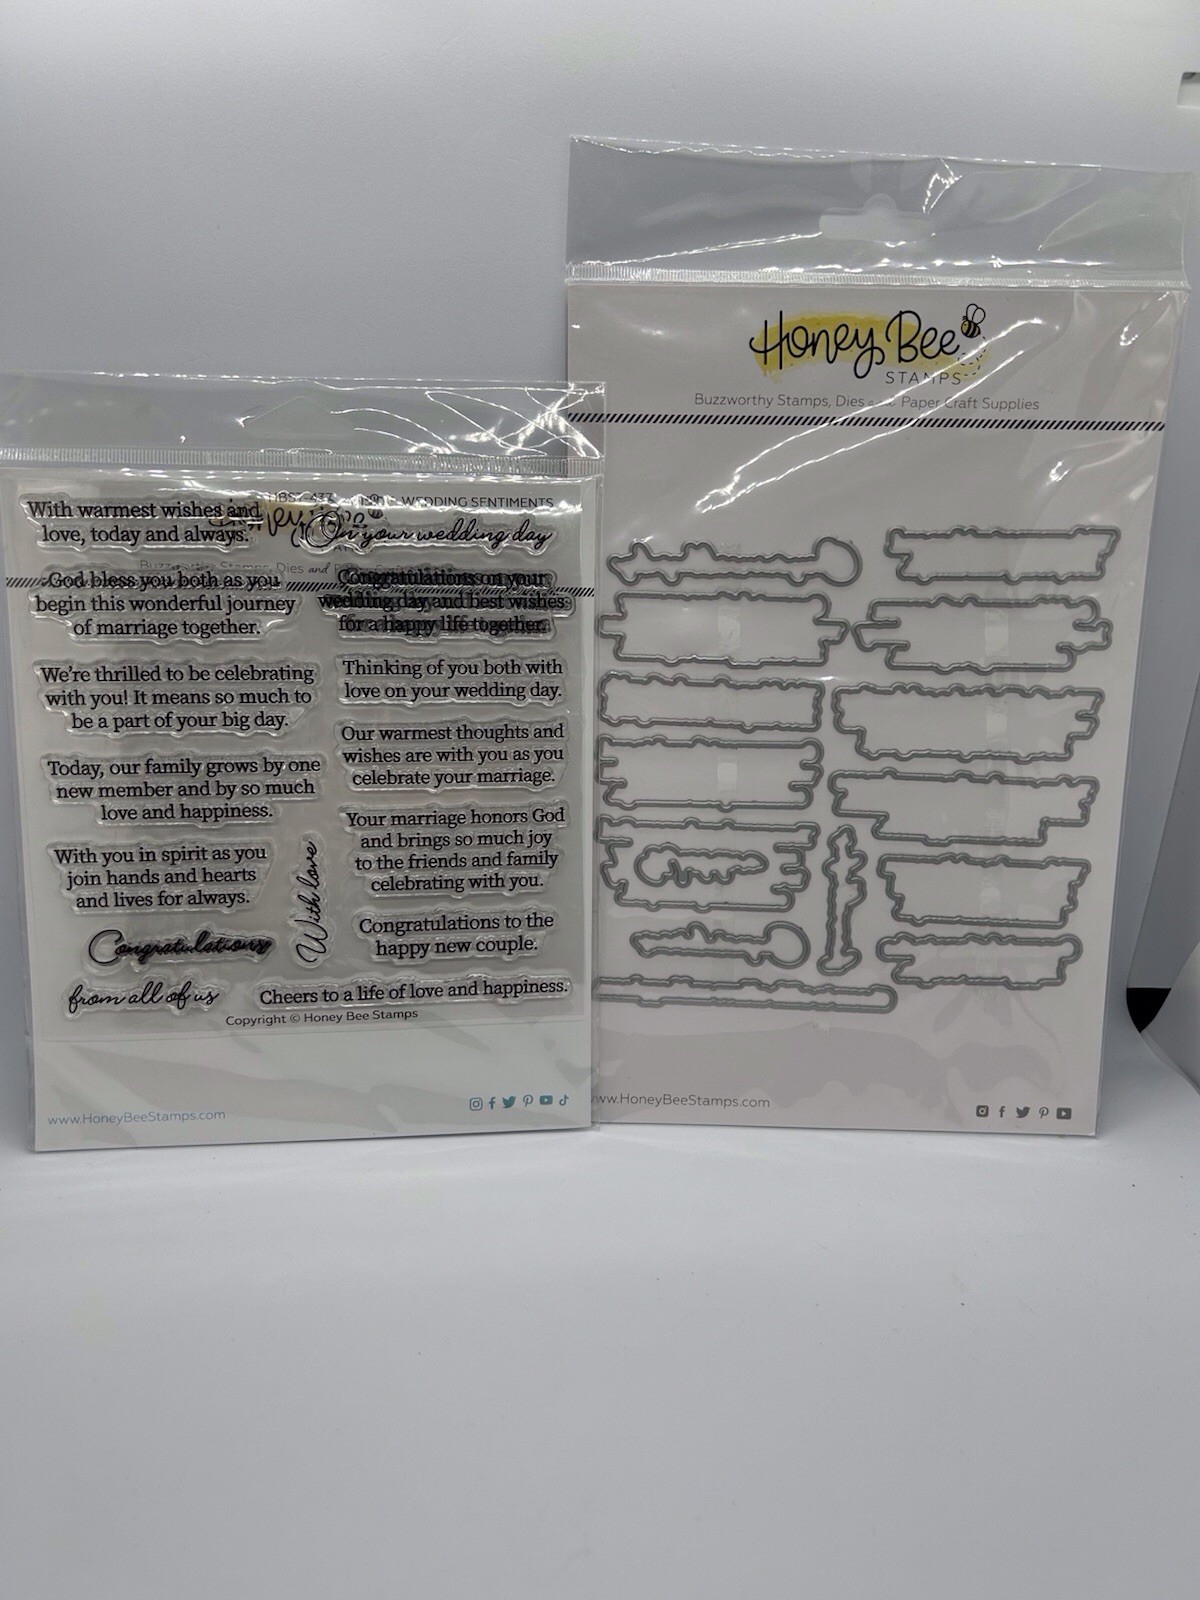 With warmest wishes and
love, today and always.
WEDDING SENTIMENTS
On your wedding day
God bless you both as you
begin this wonderful journey
of marriage together.
Congratulations on your
wedding day and best wishes
for a happy life together.
We're thrilled to be celebrating
with you! It means so much to
be a part of your big day.
Thinking of you both with
love on your wedding day.
Our warmest thoughts and
wishes are with you as you
celebrate your marriage.
Today, our family grows by one
new member and by so much
love and happiness.
Your marriage honors God
and brings so much joy
to the friends and family
celebrating with you.
With you in spirit as you
join hands and hearts
and lives for always.
With love
Congratulations to the
happy new couple.
Congratulations
from all of us
Cheers to a life of love and happiness.
Copyright © Honey Bee Stamps
www.HoneyBeeStamps.com
Honey Bee
STAMPS
Buzzworthy Stamps, Dies and Paper Craft Supplies
www.HoneyBeeStamps.com